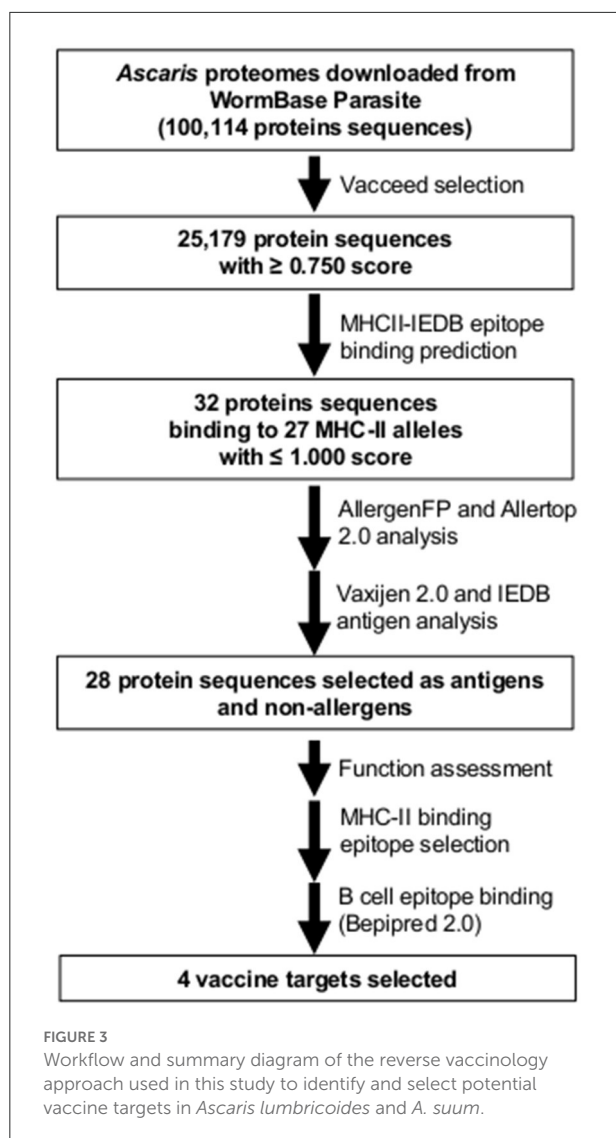 Ascaris proteomes downloaded from
WormBase Parasite
(100,114 proteins sequences)
Vacceed selection
25,179 protein sequences
with ≥ 0.750 score
MHCII-IEDB epitope
binding prediction
32 proteins sequences
binding to 27 MHC-II alleles
with ≤ 1.000 score
AllergenFP and Allertop
2.0 analysis
Vaxijen 2.0 and IEDB
antigen analysis
28 protein sequences selected as antigens
and non-allergens
Function assessment
MHC-II binding
epitope selection
B cell epitope binding
(Bepipred 2.0)
4 vaccine targets selected
FIGURE 3
Workflow and summary diagram of the reverse vaccinology
approach used in this study to identify and select potential
vaccine targets in Ascaris lumbricoides and A. suum.